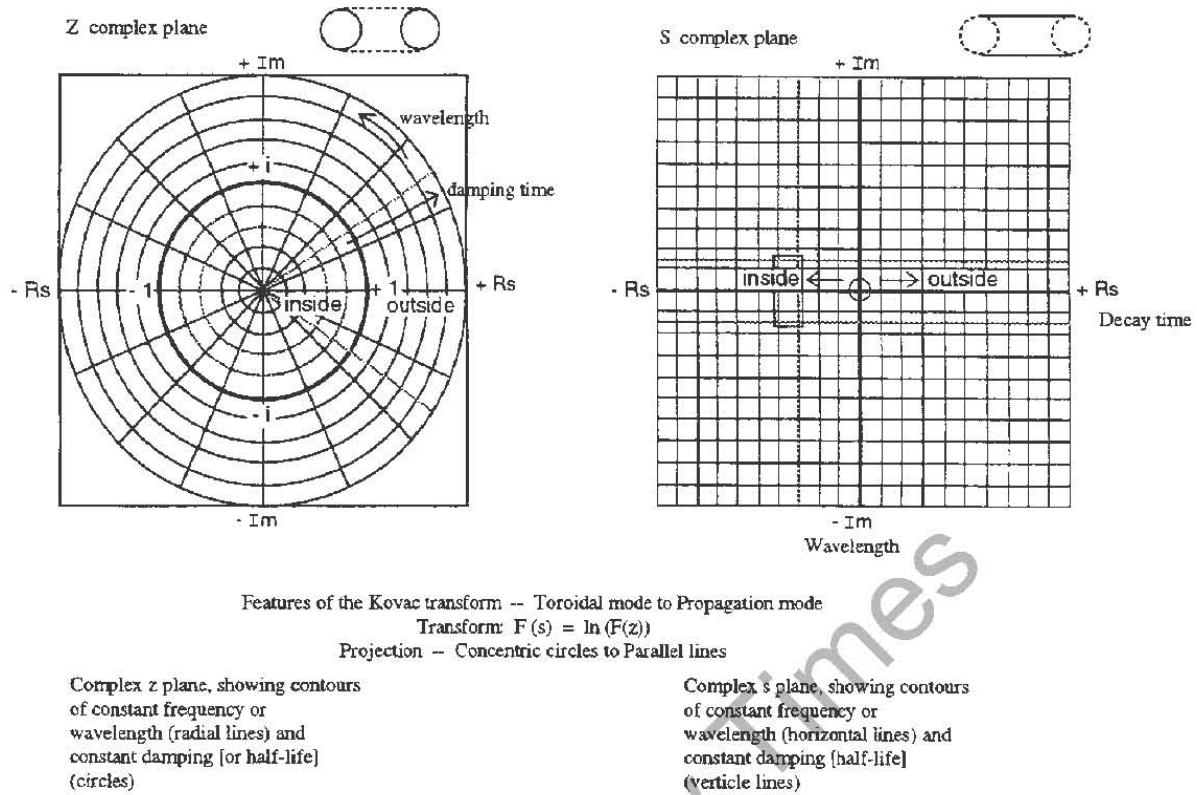 Z complex plane
+ Im
wavelength
+ i
damping time
- Rs
- 1
inside
+ 1
outside
+ Rs
- i
- Im
S complex plane
+ Im
- Rs
inside
outside
+ Rs
Decay time
- Im
Wavelength
Features of the Kovac transform -- Toroidal mode to Propagation mode
Transform: F (s) = ln (F(z))
Projection -- Concentric circles to Parallel lines
Complex z plane, showing contours
of constant frequency or
wavelength (radial lines) and
constant damping [or half-life]
(circles)
Complex s plane, showing contours
of constant frequency or
wavelength (horizontal lines) and
constant damping [half-life]
(verticle lines)
Times